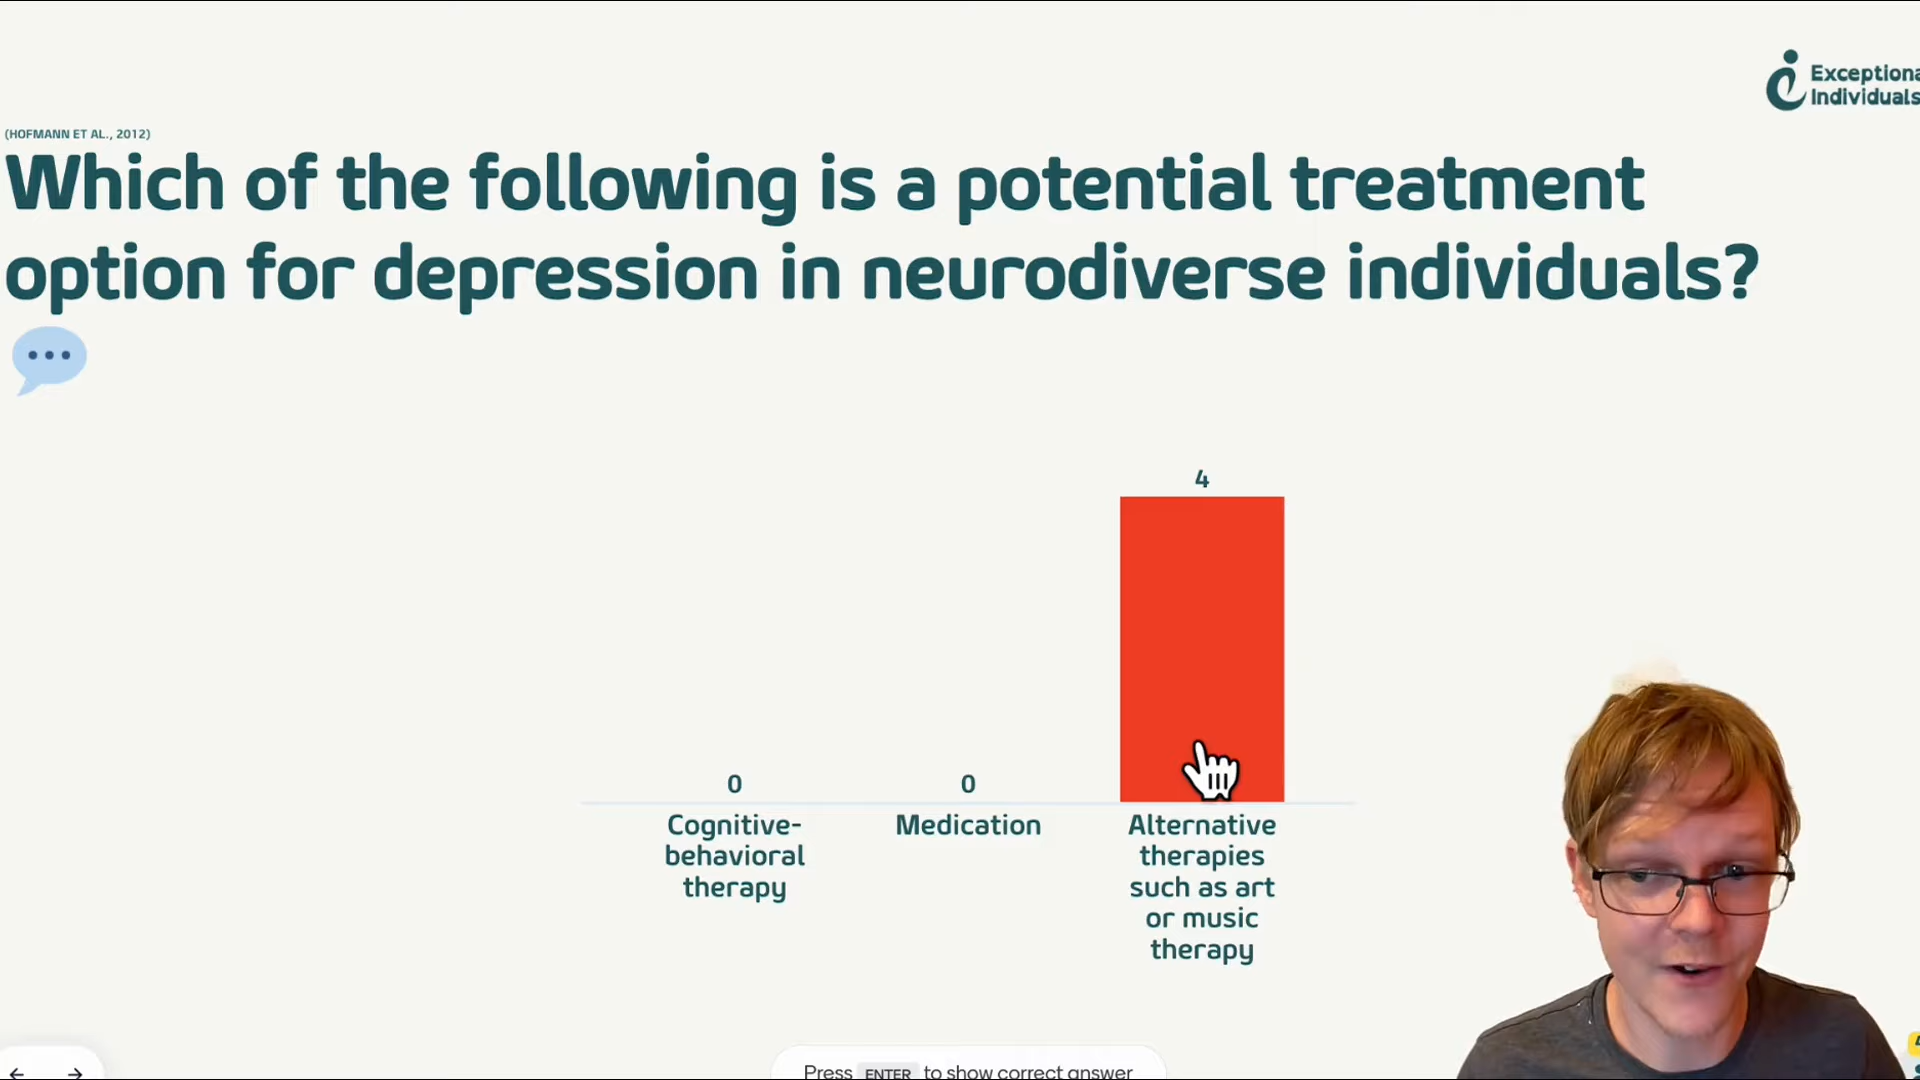 Exceptiona
Individuals
(HOFMANN ET AL., 2012)
Which of the following is a potential treatment
option for depression in neurodiverse individuals?
4
0
0
Cognitive-
behavioral
therapy
Medication
Alternative
therapies
such as art
or music
therapy
Press ENTER to show correct answer